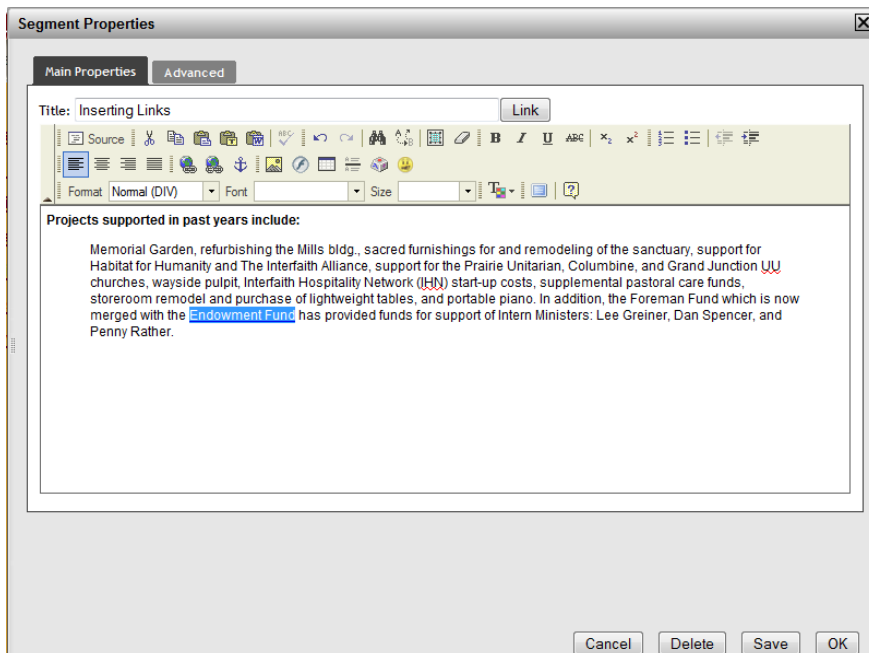 Segment Properties
Main Properties Advanced
Title: Inserting Links Link
Source ABC B I U ABC x₂ x²
Format Normal (DIV) Font Size
Projects supported in past years include:
Memorial Garden, refurbishing the Mills bldg., sacred furnishings for and remodeling of the sanctuary, support for
Habitat for Humanity and The Interfaith Alliance, support for the Prairie Unitarian, Columbine, and Grand Junction UU
churches, wayside pulpit, Interfaith Hospitality Network (IHN) start-up costs, supplemental pastoral care funds,
storeroom remodel and purchase of lightweight tables, and portable piano. In addition, the Foreman Fund which is now
merged with the Endowment Fund has provided funds for support of Intern Ministers: Lee Greiner, Dan Spencer, and
Penny Rather.
Cancel Delete Save OK